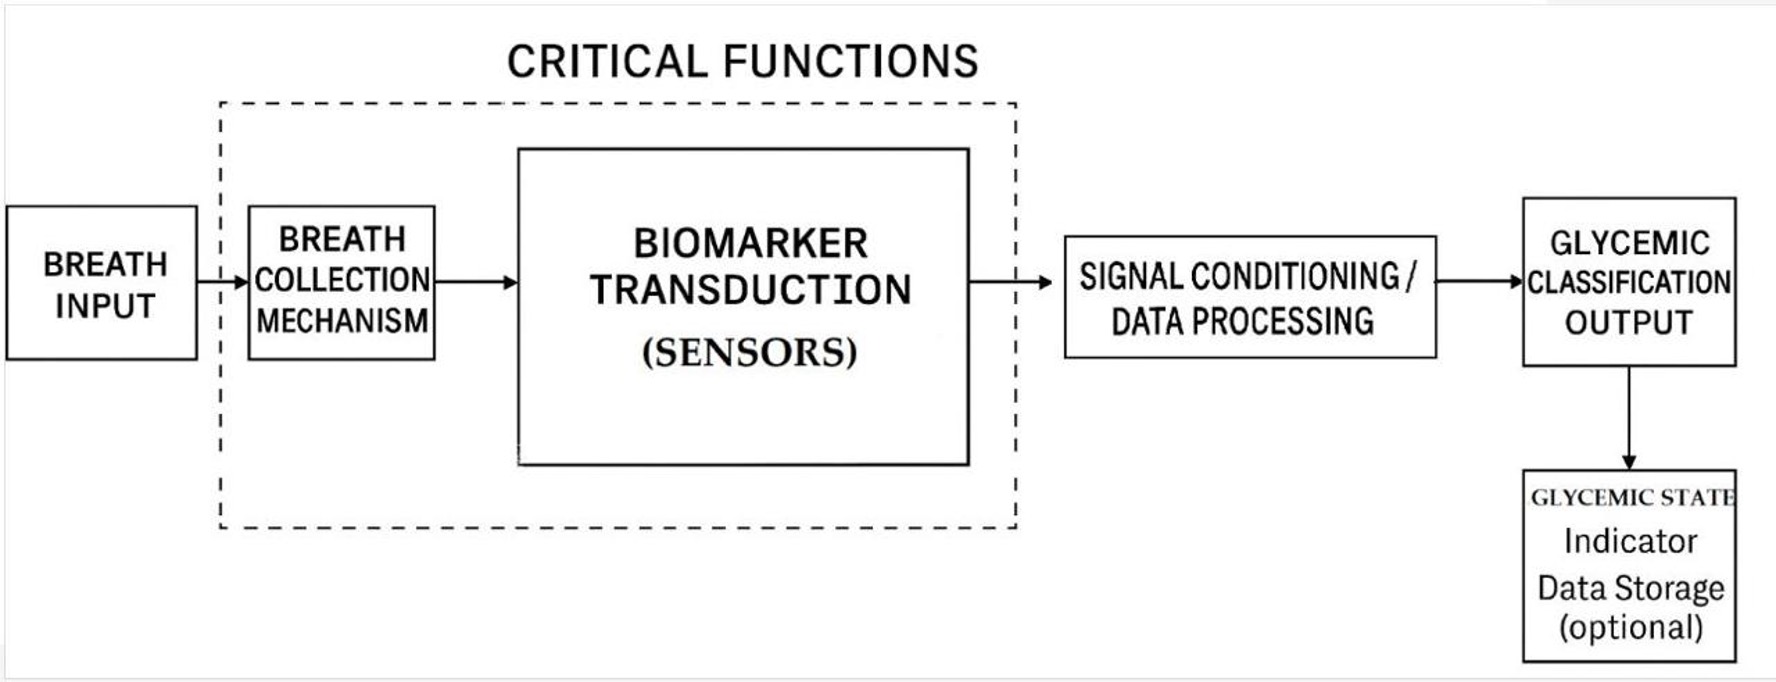 CRITICAL FUNCTIONS
BREATH
INPUT
BREATH
COLLECTION
MECHANISM
BIOMARKER
TRANSDUCTION
(SENSORS)
SIGNAL CONDITIONING /
DATA PROCESSING
GLYCEMIC
CLASSIFICATION
OUTPUT
GLYCEMIC STATE
Indicator
Data Storage
(optional)